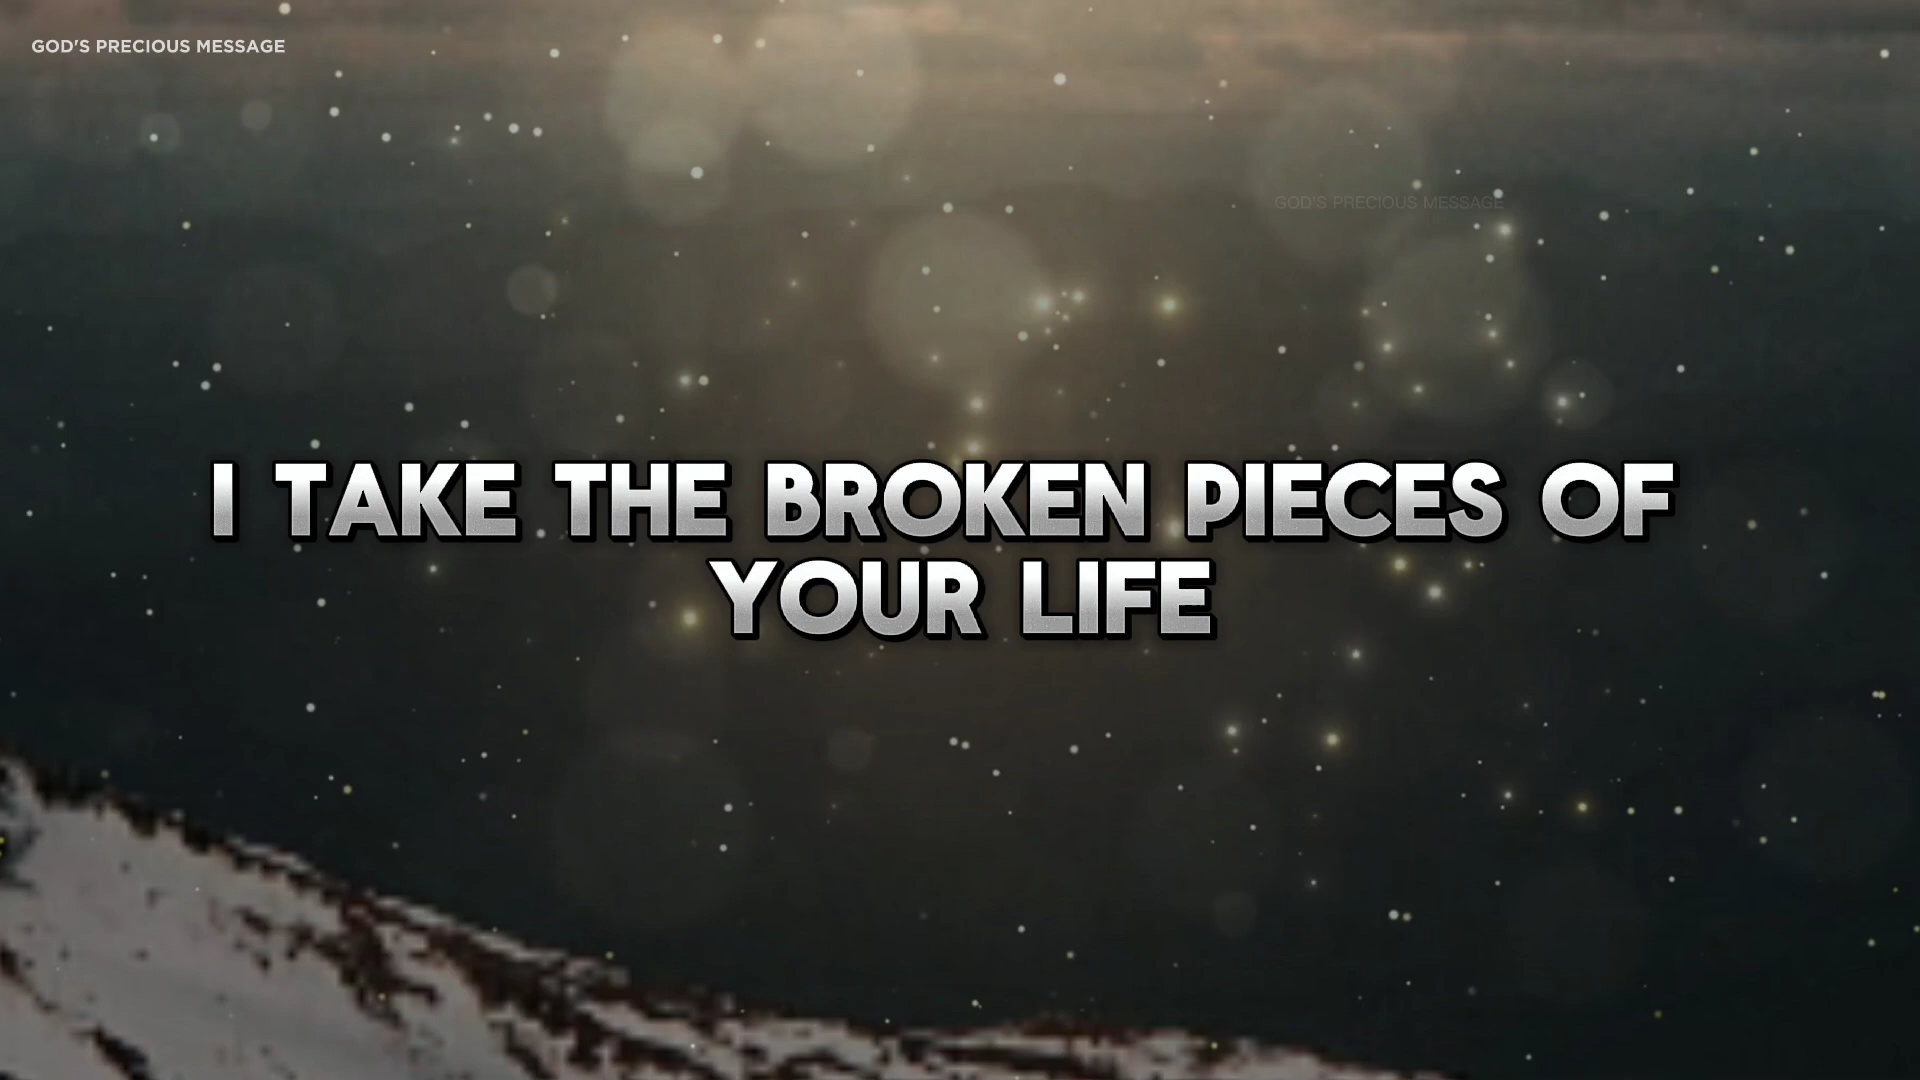 GOD'S PRECIOUS MESSAGE
GOD'S PRECIOUS MESSAGE
I TAKE THE BROKEN PIECES OF
YOUR LIFE